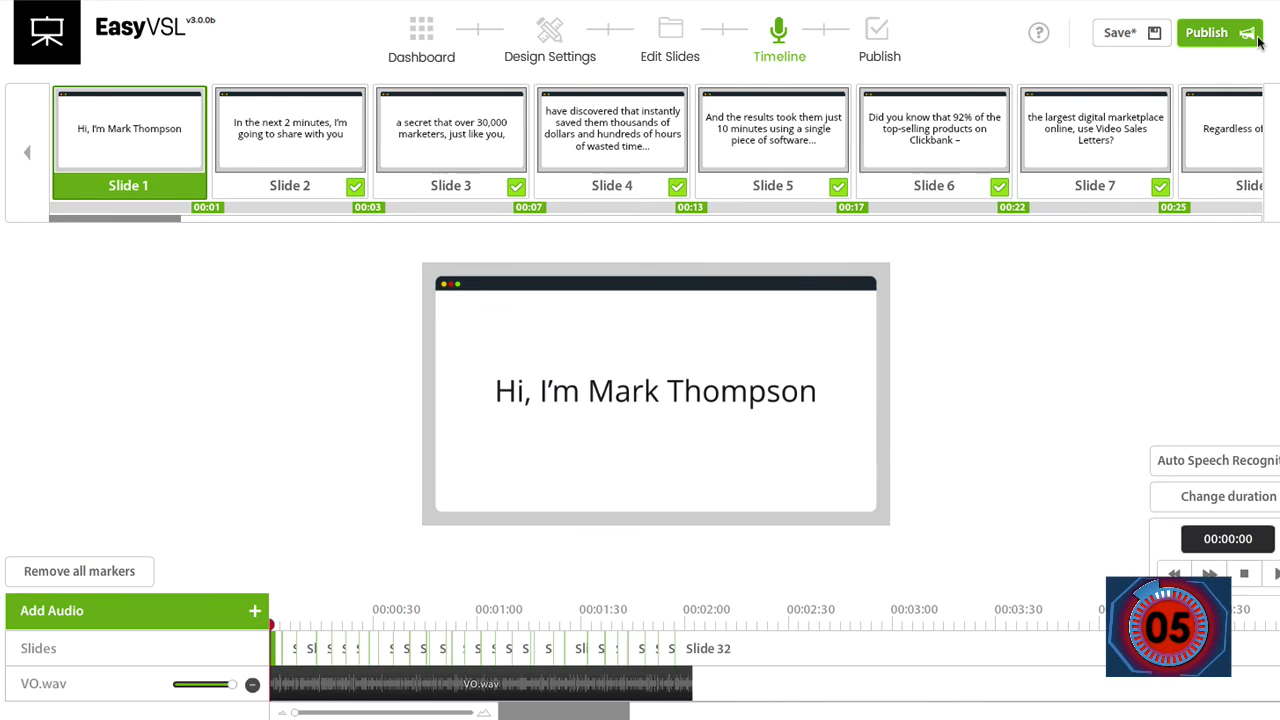 EasyVSL v3.0.0b
Dashboard
Design Settings
Edit Slides
Timeline
Publish
?
Save*
Publish
Hi, I'm Mark Thompson
In the next 2 minutes, I'm
going to share with you
a secret that over 30,000
marketers, just like you,
have discovered that instantly
saved them thousands of
dollars and hundreds of hours
of wasted time...
And the results took them just
10 minutes using a single
piece of software...
Did you know that 92% of the
top-selling products on
Clickbank –
the largest digital marketplace
online, use Video Sales
Letters?
Regardless of
Slide 1
Slide 2
Slide 3
Slide 4
Slide 5
Slide 6
Slide 7
Slide
00:01
00:03
00:07
00:13
00:17
00:22
00:25
Hi, I'm Mark Thompson
Auto Speech Recognit
Change duration
00:00:00
Remove all markers
Add Audio +
00:00:30
00:01:00
00:01:30
00:02:00
00:02:30
00:03:00
00:03:30
:30
05
Slides
Slide 32
VO.wav
VO.wav